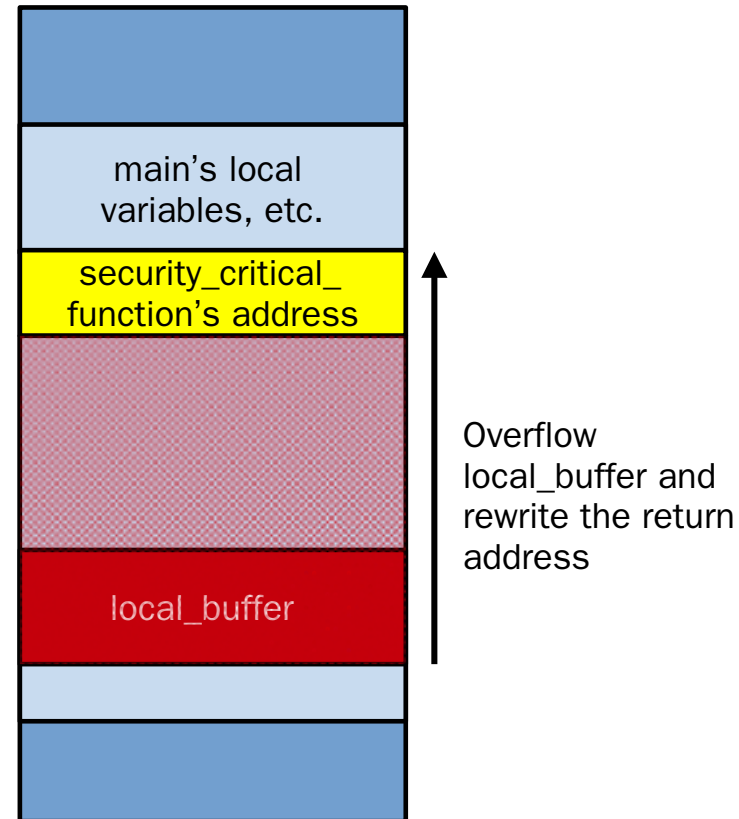 main's local
variables, etc.
security_critical_
function's address
Overflow
local_buffer and
rewrite the return
address
local_buffer